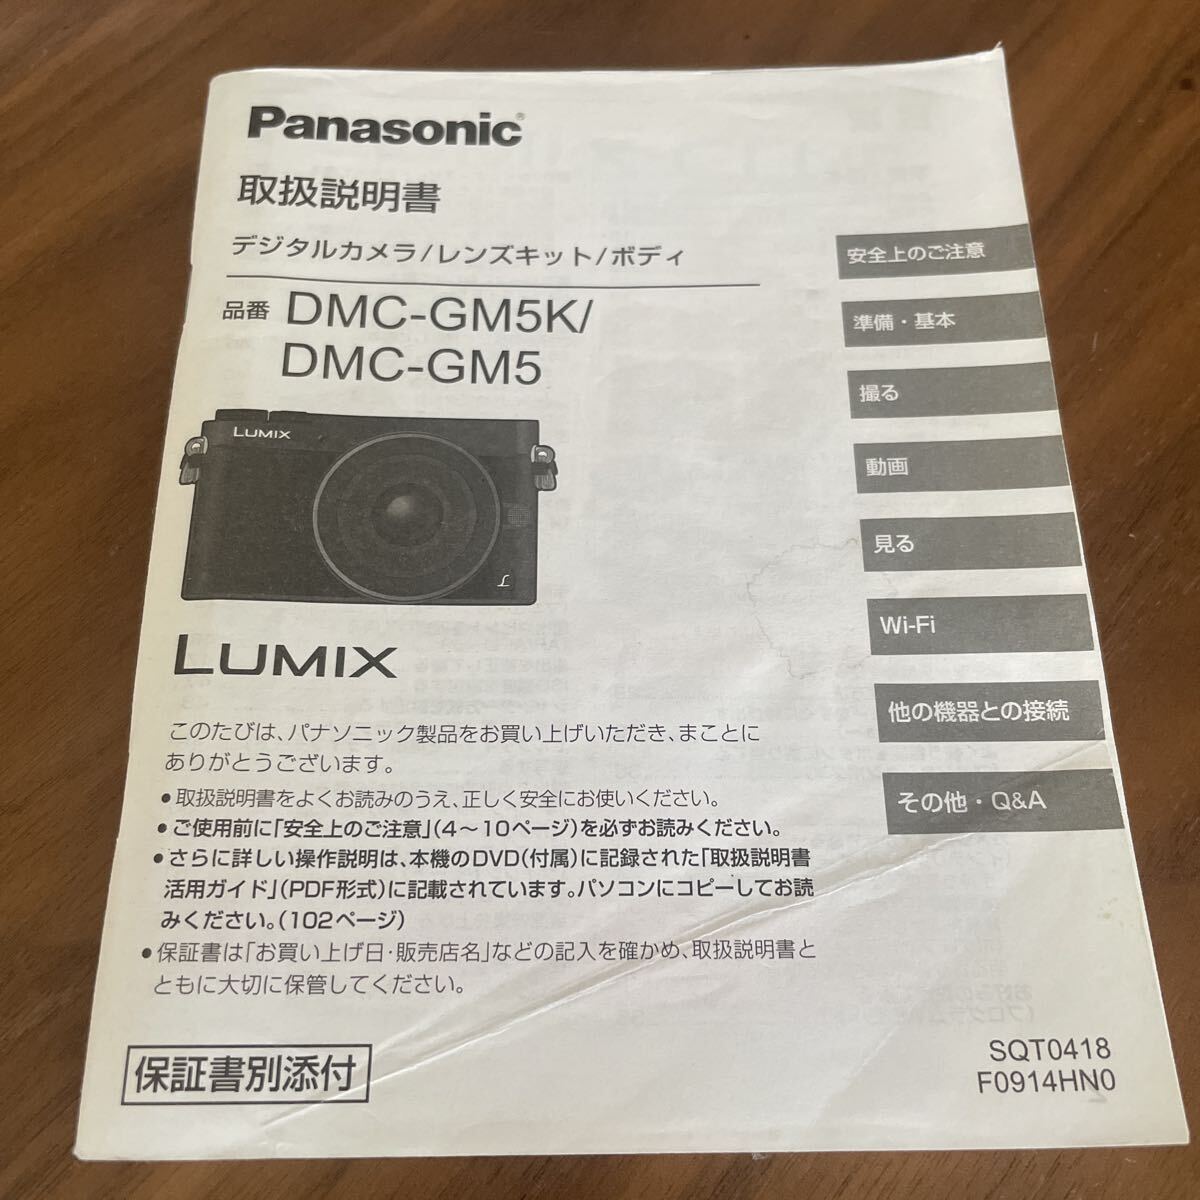 Panasonic®
取扱説明書
デジタルカメラ/レンズキット/ボディ
品番 DMC-GM5K/
DMC-GM5
LUMIX
LUMIX
このたびは、パナソニック製品をお買い上げいただき、まことに
ありがとうございます。
●取扱説明書をよくお読みのうえ、正しく安全にお使いください。
●ご使用前に「安全上のご注意」(4～10ページ)を必ずお読みください。
●さらに詳しい操作説明は、本機のDVD(付属)に記録された「取扱説明書
活用ガイド」(PDF形式)に記載されています。パソコンにコピーしてお読
みください。(102ページ)
●保証書は「お買い上げ日・販売店名」などの記入を確かめ、取扱説明書と
ともに大切に保管してください。
保証書別添付
安全上のご注意
準備・基本
撮る
動画
見る
Wi-Fi
他の機器との接続
その他・Q&A
SQT0418
F0914HN0